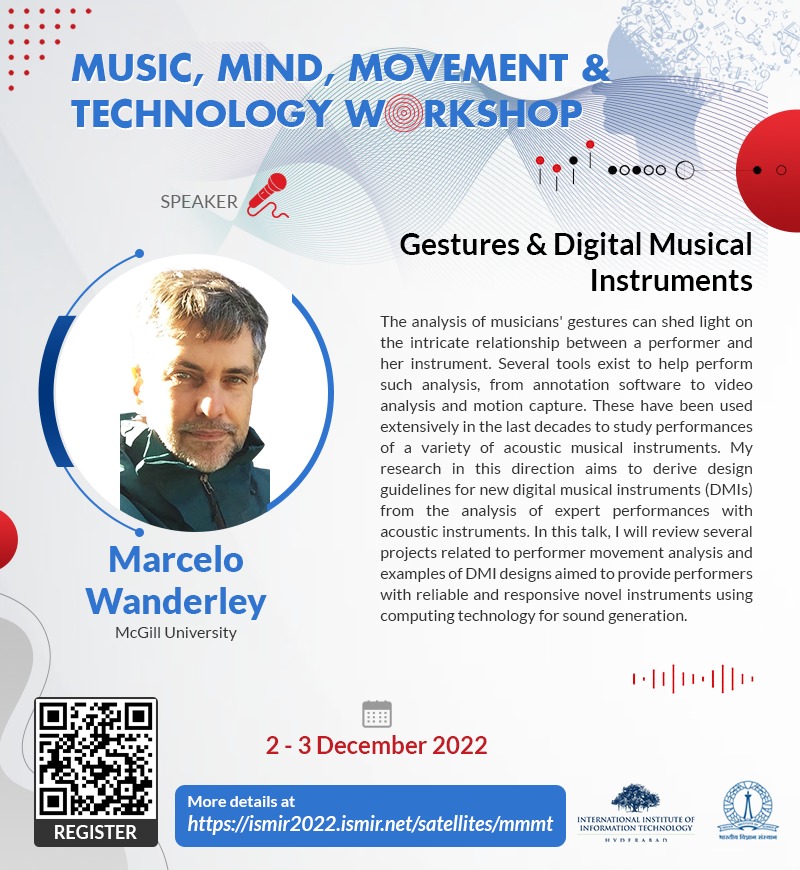 MUSIC, MIND, MOVEMENT &
TECHNOLOGY WORKSHOP
SPEAKER
Gestures & Digital Musical
Instruments
The analysis of musicians' gestures can shed light on
the intricate relationship between a performer and
her instrument. Several tools exist to help perform
such analysis, from annotation software to video
analysis and motion capture. These have been used
extensively in the last decades to study performances
of a variety of acoustic musical instruments. My
research in this direction aims to derive design
guidelines for new digital musical instruments (DMIs)
from the analysis of expert performances with
acoustic instruments. In this talk, I will review several
projects related to performer movement analysis and
examples of DMI designs aimed to provide performers
with reliable and responsive novel instruments using
computing technology for sound generation.
Marcelo
Wanderley
McGill University
2 - 3 December 2022
REGISTER
More details at
https://ismir2022.ismir.net/satellites/mmmt
INTERNATIONAL INSTITUTE OF
INFORMATION TECHNOLOGY
HYDERABAD
भारतीय विज्ञान संस्थान